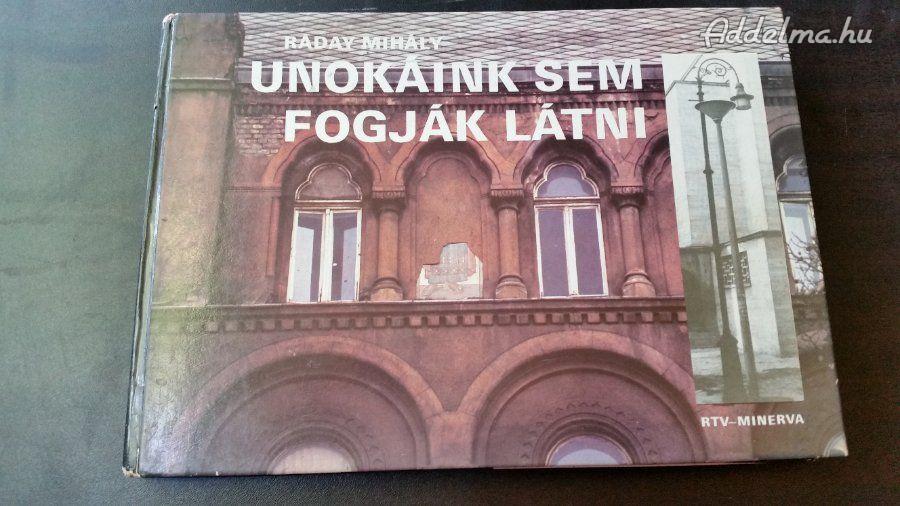 Addelma.hu
RÁDAY MIHÁLY
UNOKÁINK SEM
FOGJÁK LÁTNI
RTV-MINERVA